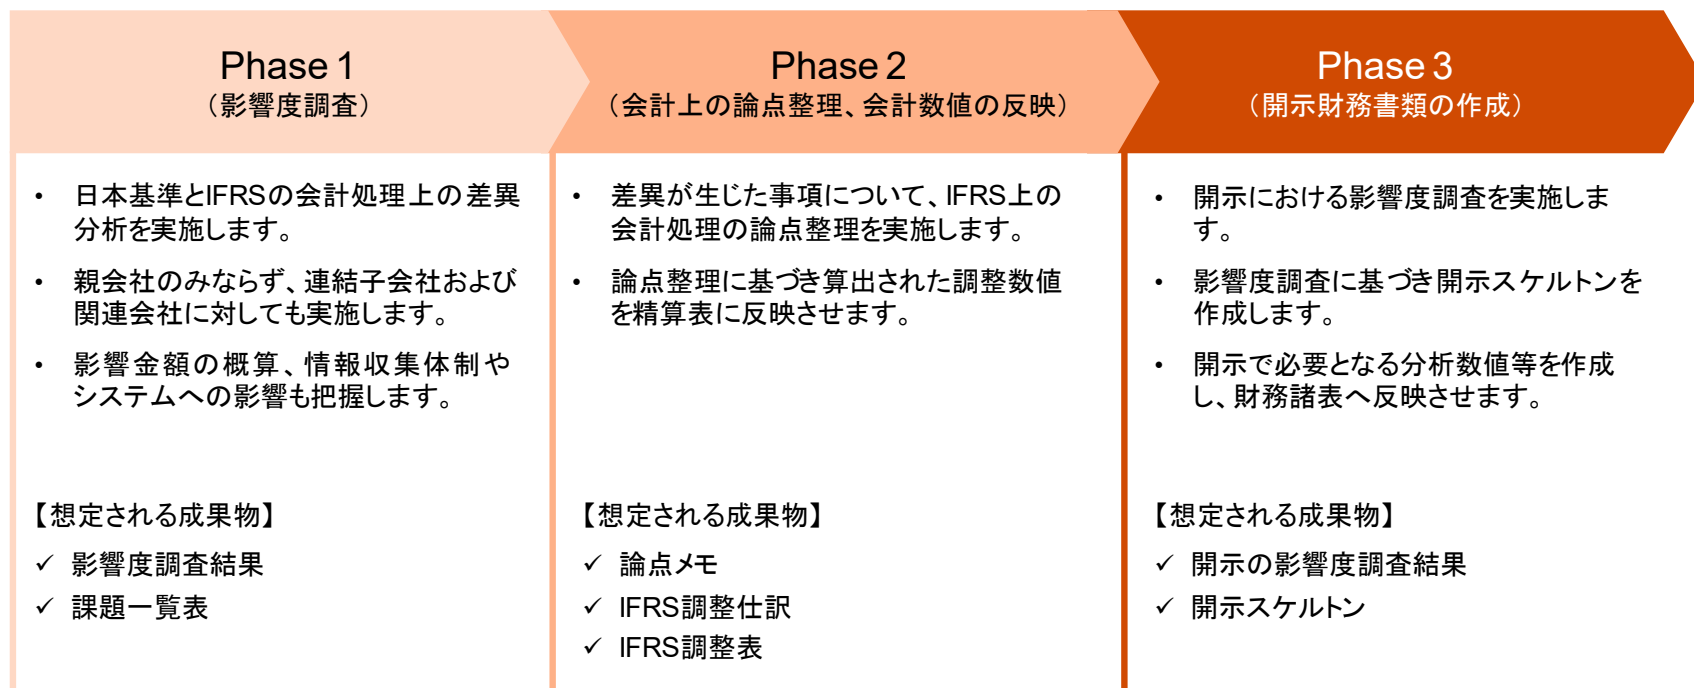 Phase 1
（影響度調査）
・ 日本基準とIFRSの会計処理上の差異
分析を実施します。
・ 親会社のみならず、連結子会社および
関連会社に対しても実施します。
・ 影響金額の概算、情報収集体制や
システムへの影響も把握します。
【想定される成果物】
✓ 影響度調査結果
✓ 課題一覧表
Phase 2
（会計上の論点整理、会計数値の反映）
・ 差異が生じた事項について、IFRS上の
会計処理の論点整理を実施します。
・ 論点整理に基づき算出された調整数値
を精算表に反映させます。
【想定される成果物】
✓ 論点メモ
✓ IFRS調整仕訳
✓ IFRS調整表
Phase 3
（開示財務書類の作成）
・ 開示における影響度調査を実施しま
す。
・ 影響度調査に基づき開示スケルトンを
作成します。
・ 開示で必要となる分析数値等を作成
し、財務諸表へ反映させます。
【想定される成果物】
✓ 開示の影響度調査結果
✓ 開示スケルトン